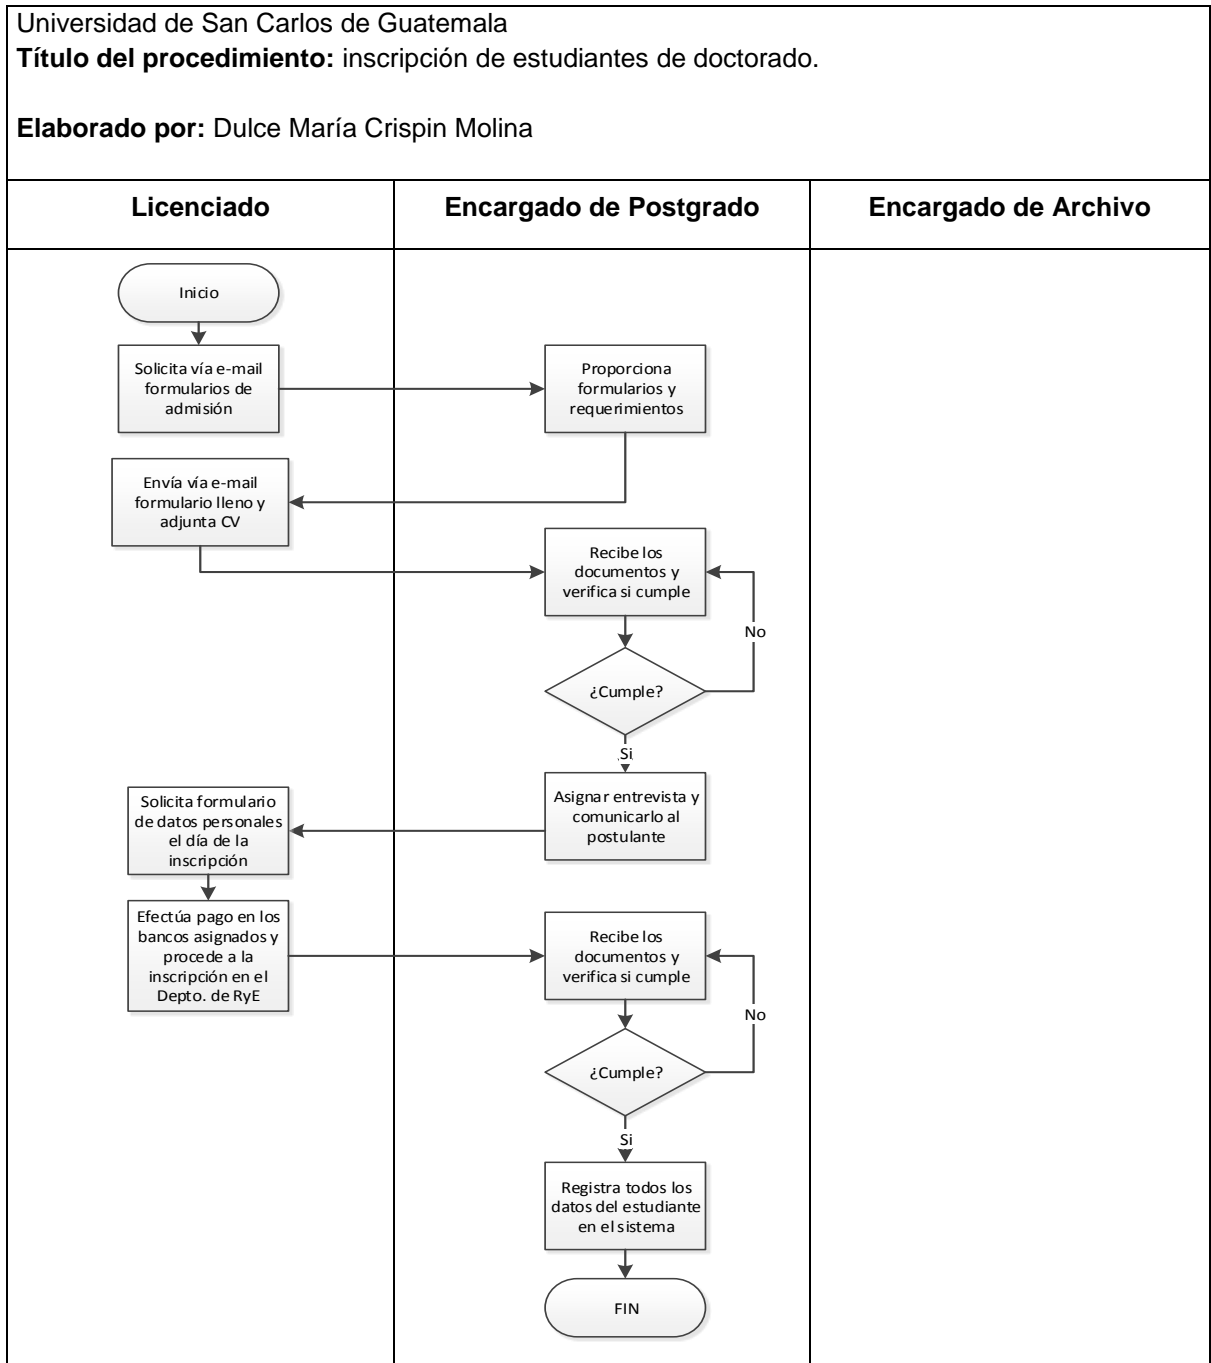 Universidad de San Carlos de Guatemala
Título del procedimiento: inscripción de estudiantes de doctorado.
Elaborado por: Dulce María Crispin Molina
Licenciado
Encargado de Postgrado
Encargado de Archivo
Inicio
Solicita vía e-mail
formularios de
admisión
Proporciona
formularios y
requerimientos
Envía vía e-mail
formulario lleno y
adjunta CV
Recibe los
documentos y
verifica si cumple
No
¿Cumple?
Si
Asignar entrevista y
comunicarlo al
postulante
Solicita formulario
de datos personales
el día de la
inscripción
Efectúa pago en los
bancos asignados y
procede a la
inscripción en el
Depto. de RyE
Recibe los
documentos y
verifica si cumple
No
¿Cumple?
Si
Registra todos los
datos del estudiante
en el sistema
FIN